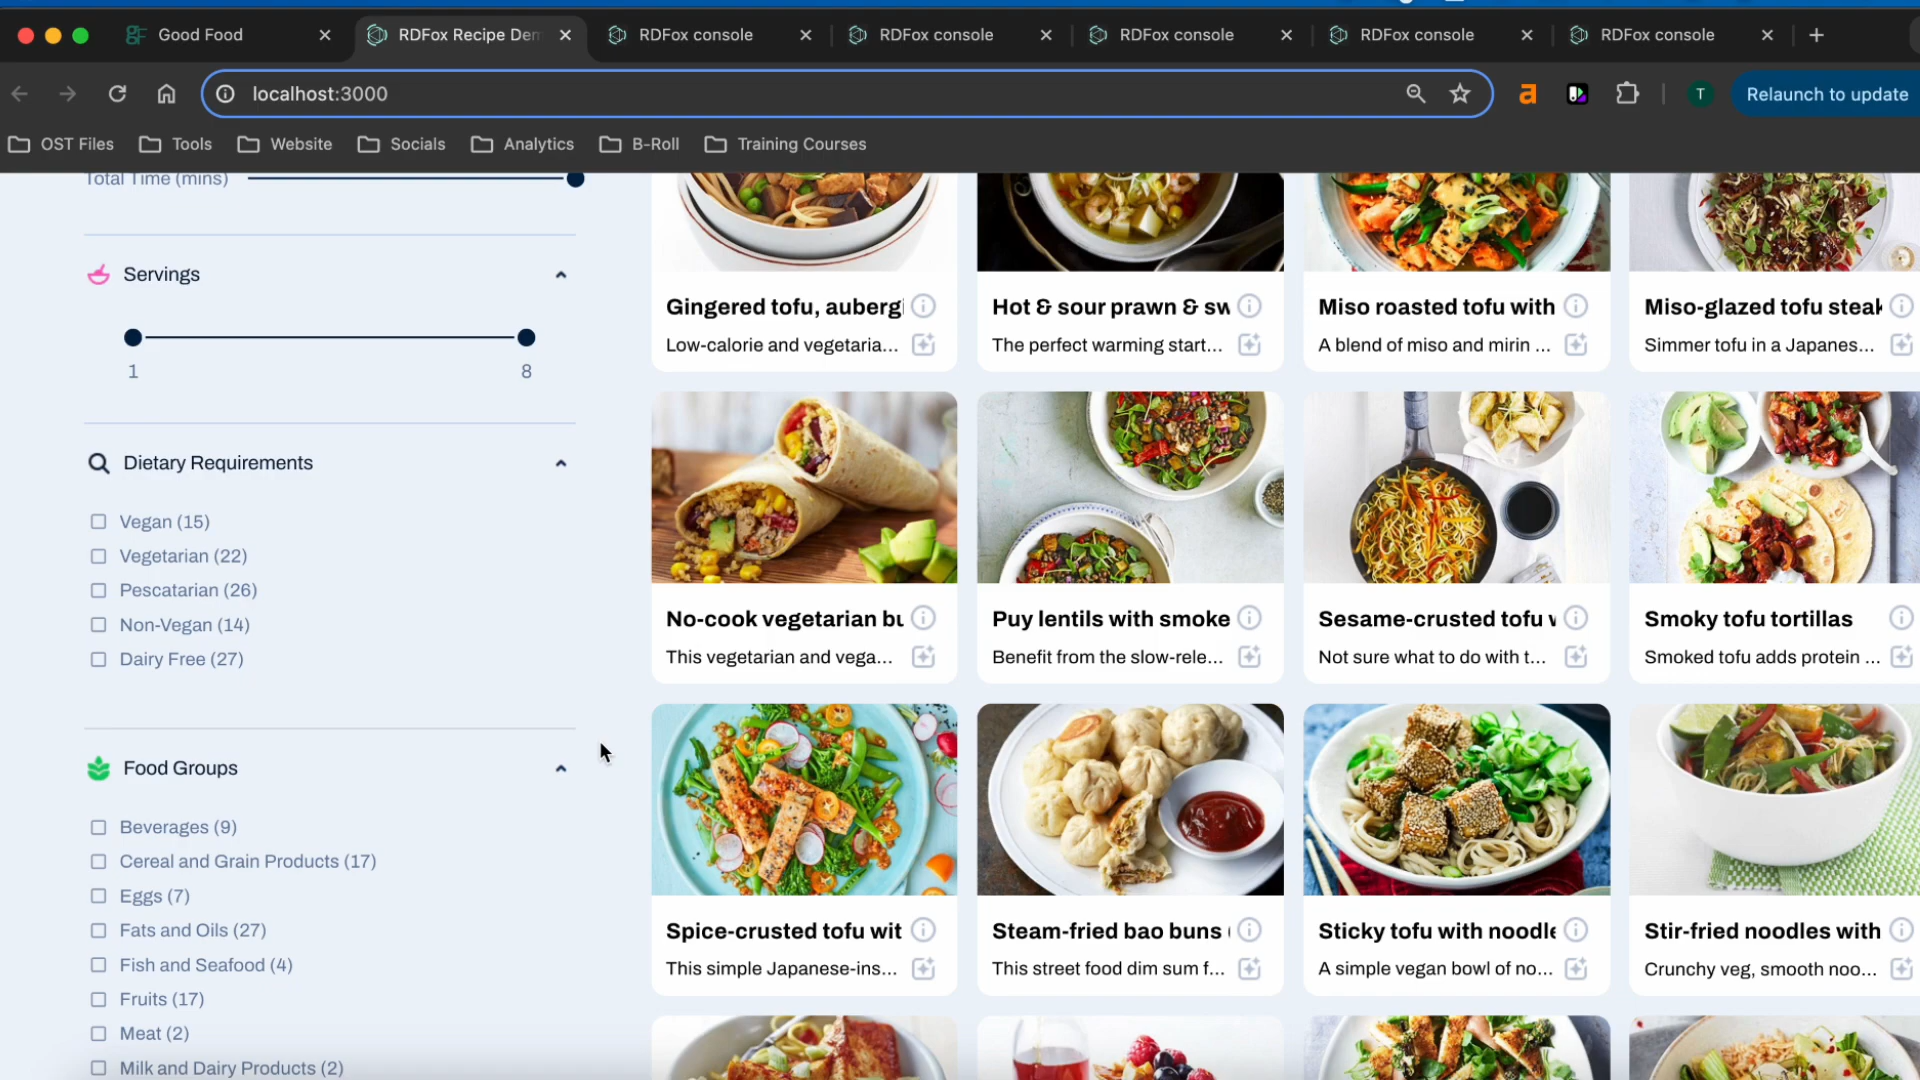 Good Food
RDFox Recipe Dem
RDFox console
RDFox console
RDFox console
RDFox console
RDFox console
localhost:3000
T
Relaunch to update
OST Files
Tools
Website
Socials
Analytics
B-Roll
Training Courses
Total Time (mins)
Servings
1
8
Dietary Requirements
Vegan (15)
Vegetarian (22)
Pescatarian (26)
Non-Vegan (14)
Dairy Free (27)
Food Groups
Beverages (9)
Cereal and Grain Products (17)
Eggs (7)
Fats and Oils (27)
Fish and Seafood (4)
Fruits (17)
Meat (2)
Milk and Dairy Products (2)
Gingered tofu, auberg
Low-calorie and vegetaria...
Hot & sour prawn & sw
The perfect warming start...
Miso roasted tofu with
A blend of miso and mirin ...
Miso-glazed tofu steak
Simmer tofu in a Japanes...
No-cook vegetarian bu
This vegetarian and vega...
Puy lentils with smoke
Benefit from the slow-rele...
Sesame-crusted tofu w
Not sure what to do with t...
Smoky tofu tortillas
Smoked tofu adds protein ...
Spice-crusted tofu wit
This simple Japanese-ins...
Steam-fried bao buns
This street food dim sum f...
Sticky tofu with noodle
A simple vegan bowl of no...
Stir-fried noodles with
Crunchy veg, smooth noo...